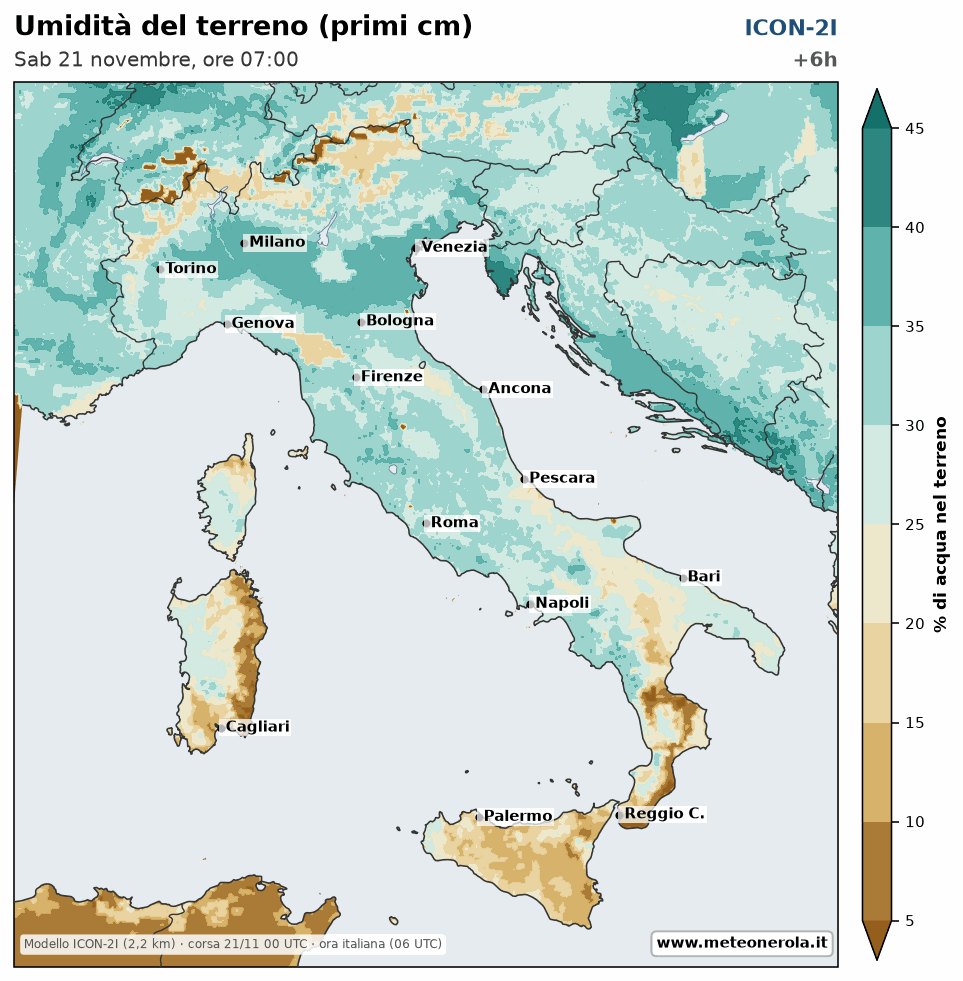 Umidità del terreno (primi cm)
ICON-2I
Sab 21 novembre, ore 07:00
+6h
Milano
Venezia
Torino
Genova
Bologna
Firenze
Ancona
Pescara
Roma
Bari
Napoli
Cagliari
Palermo
Reggio C.
45
40
35
30
25
20
15
10
5
% di acqua nel terreno
Modello ICON-2I (2,2 km) · corsa 21/11 00 UTC · ora italiana (06 UTC)
www.meteonerola.it